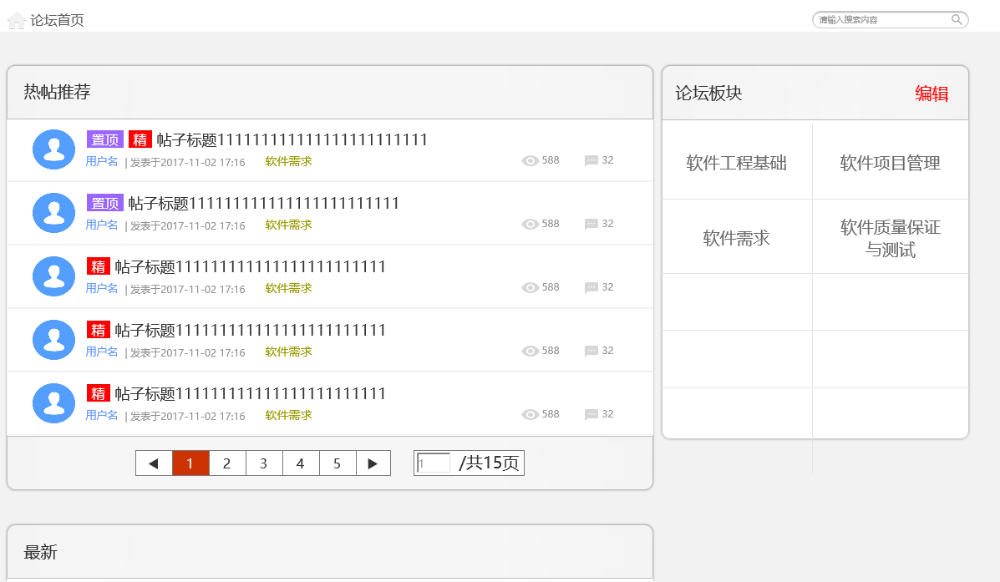 论坛首页
请输入搜索内容
热帖推荐
置顶 精 帖子标题1111111111111111111111111
用户名 | 发表于2017-11-02 17:16 软件需求 588 32
置顶 帖子标题1111111111111111111111111
用户名 | 发表于2017-11-02 17:16 软件需求 588 32
精 帖子标题1111111111111111111111111
用户名 | 发表于2017-11-02 17:16 软件需求 588 32
精 帖子标题1111111111111111111111111
用户名 | 发表于2017-11-02 17:16 软件需求 588 32
精 帖子标题1111111111111111111111111
用户名 | 发表于2017-11-02 17:16 软件需求 588 32
◀ 1 2 3 4 5 ▶ 1 /共15页
论坛板块 编辑
软件工程基础 软件项目管理
软件需求 软件质量保证
与测试
最新